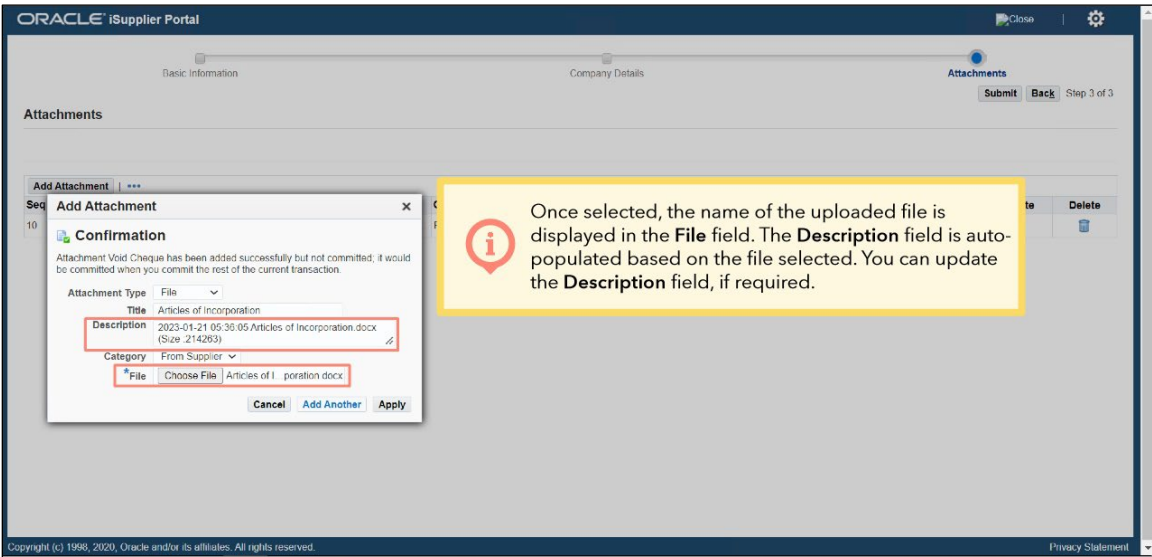 ORACLE iSupplier Portal
Close
Basic Information
Company Details
Attachments
Submit Back Step 3 of 3
Attachments
Add Attachment | •••
Seq
te
Delete
10
Add Attachment ×
Confirmation
Attachment Void Cheque has been added successfully but not committed; it would
be committed when you commit the rest of the current transaction.
Attachment Type File
Title Articles of Incorporation
Description 2023-01-21 05:36:05 Articles of Incorporation.docx
(Size :214263)
Category From Supplier
*File Choose File Articles of I... poration docx
Cancel Add Another Apply
Once selected, the name of the uploaded file is
displayed in the File field. The Description field is auto-
populated based on the file selected. You can update
the Description field, if required.
Copyright (c) 1998, 2020, Oracle and/or its affiliates. All rights reserved.
Privacy Statement